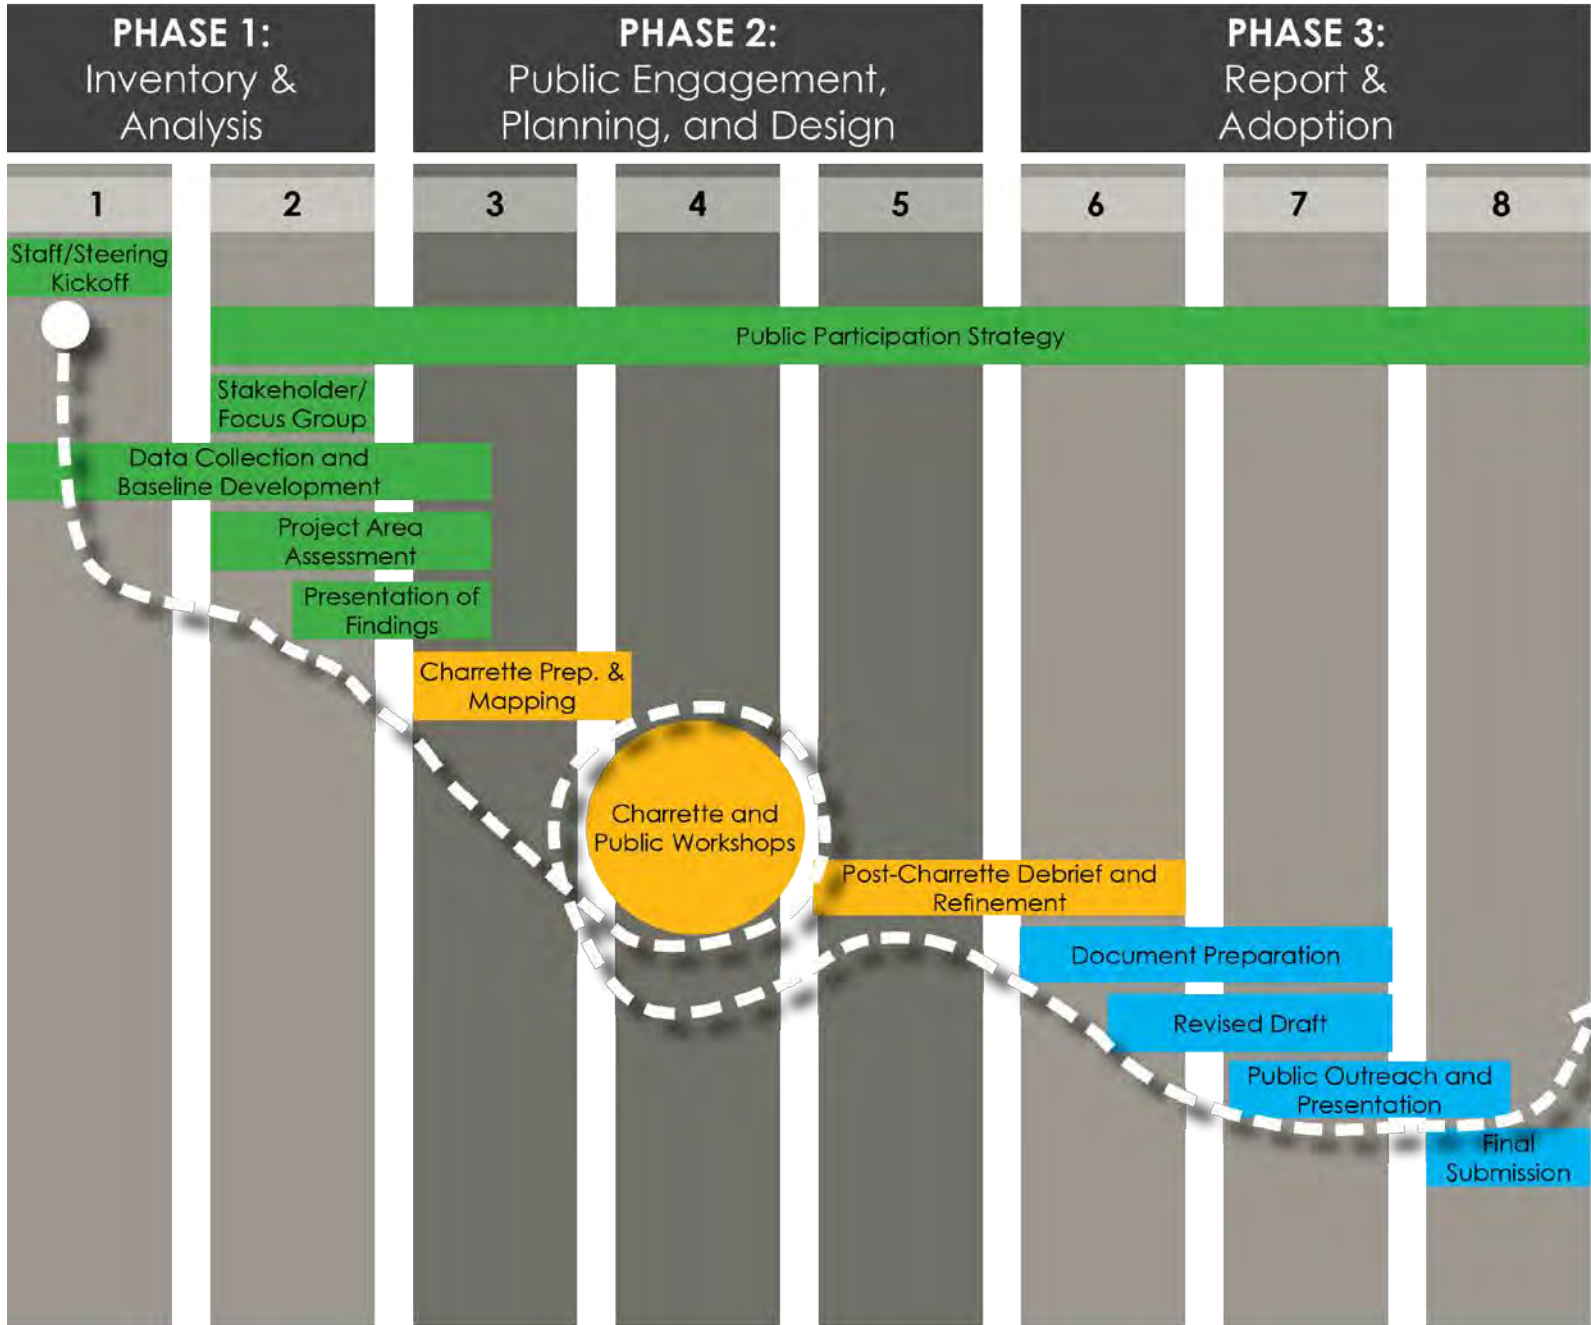 PHASE 1:
Inventory &
Analysis
PHASE 2:
Public Engagement,
Planning, and Design
PHASE 3:
Report &
Adoption
1
2
3
4
5
6
7
8
Staff/Steering
Kickoff
Public Participation Strategy
Stakeholder/
Focus Group
Data Collection and
Baseline Development
Project Area
Assessment
Presentation of
Findings
Charrette Prep. &
Mapping
Charrette and
Public Workshops
Post-Charrette Debrief and
Refinement
Document Preparation
Revised Draft
Public Outreach and
Presentation
Final
Submission